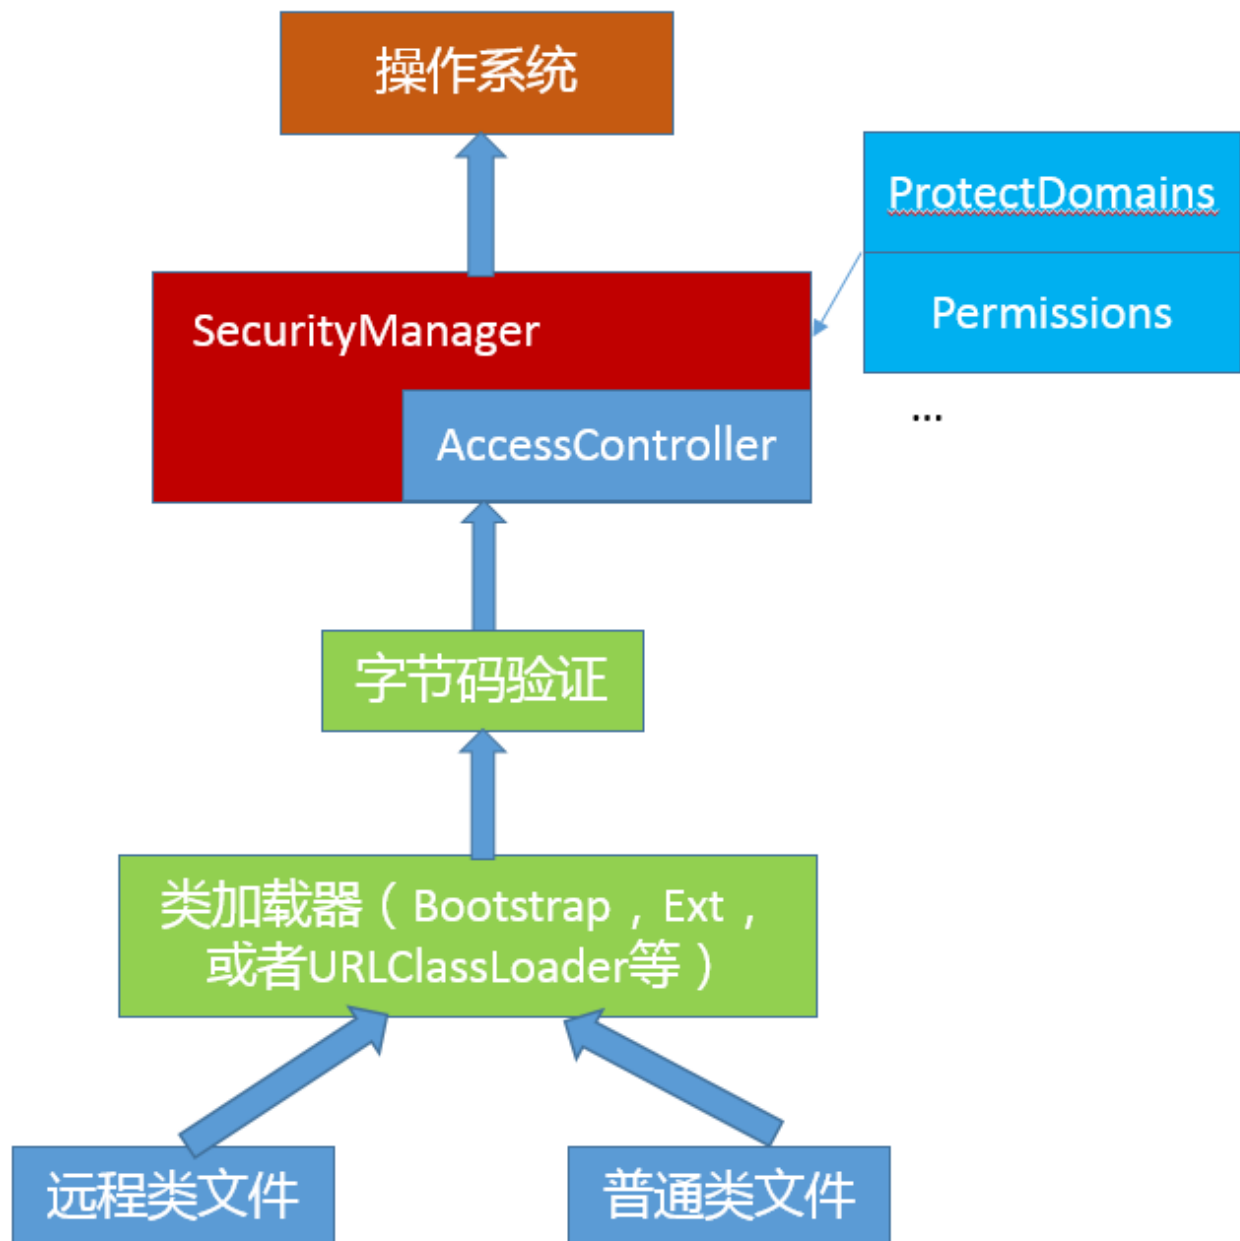 操作系统
ProtectDomains
Permissions
...
SecurityManager
AccessController
字节码验证
类加载器（Bootstrap，Ext，
或者URLClassLoader等）
远程类文件
普通类文件